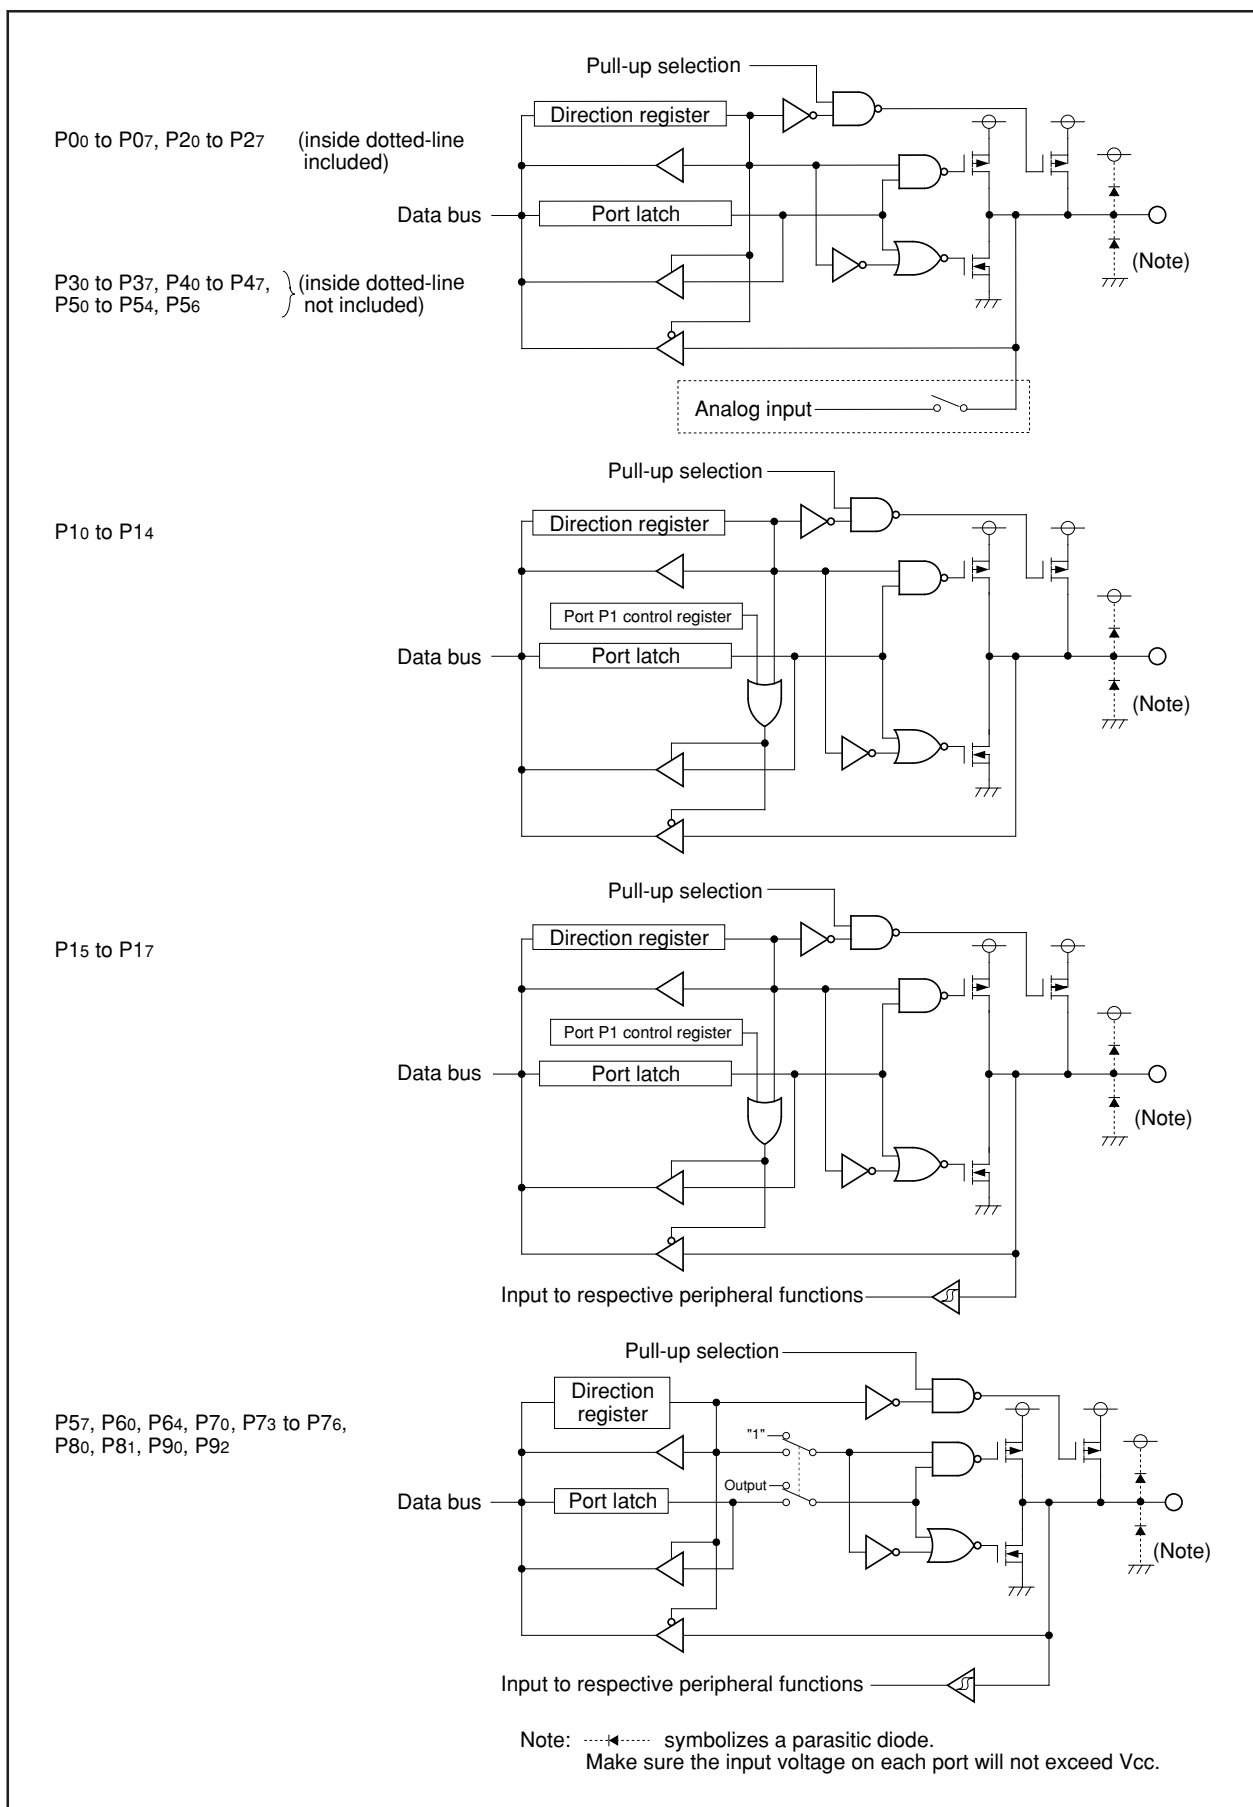 Pull-up selection
Direction register
P00 to P07, P20 to P27 (inside dotted-line
included)
Data bus
Port latch
(Note)
P30 to P37, P40 to P47,
P50 to P54, P56
(inside dotted-line
not included)
Analog input
Pull-up selection
P10 to P14
Direction register
Port P1 control register
Data bus
Port latch
(Note)
Pull-up selection
P15 to P17
Direction register
Port P1 control register
Data bus
Port latch
(Note)
Input to respective peripheral functions
Pull-up selection
Direction
register
P57, P60, P64, P70, P73 to P76,
P80, P81, P90, P92
"1"
Output
Data bus
Port latch
(Note)
Input to respective peripheral functions
Note: symbolizes a parasitic diode.
Make sure the input voltage on each port will not exceed Vcc.